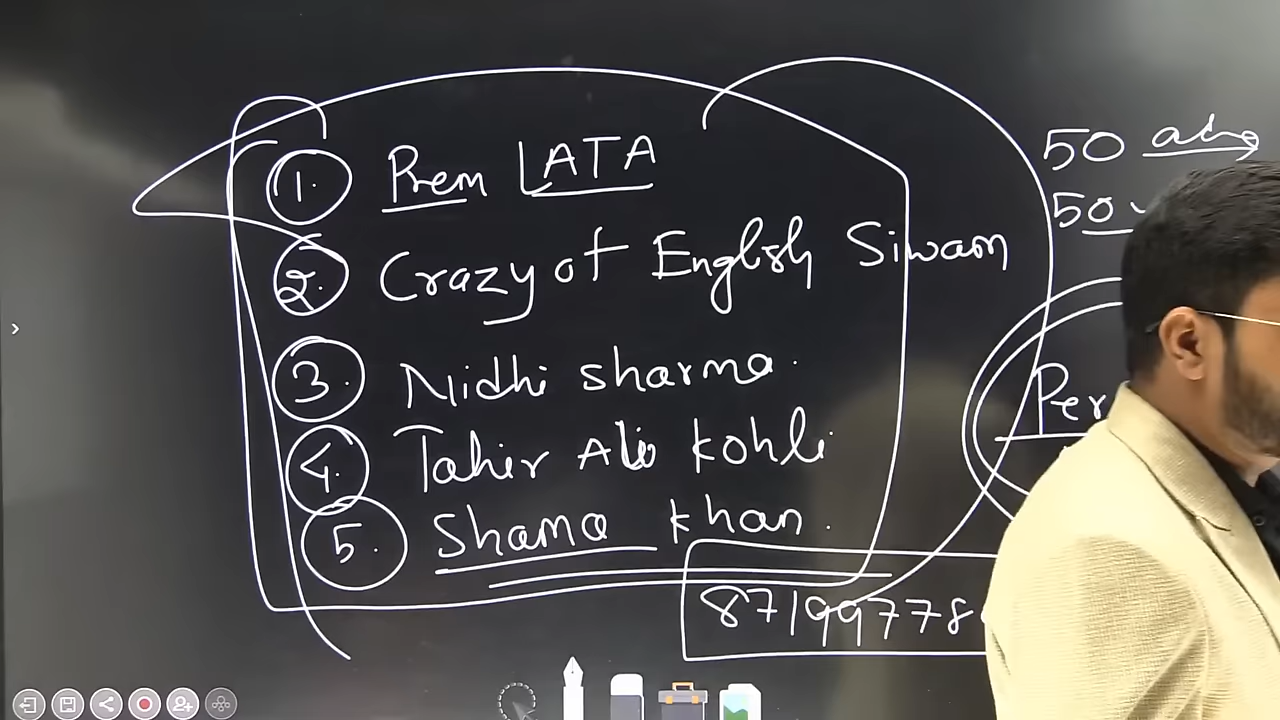 1. Prem LATA
2. Crazy of English Siwan
3. Nidhi Sharma.
4. Tahir Ali Kohli
5. Shama Khan.
87199778
50
50
Per